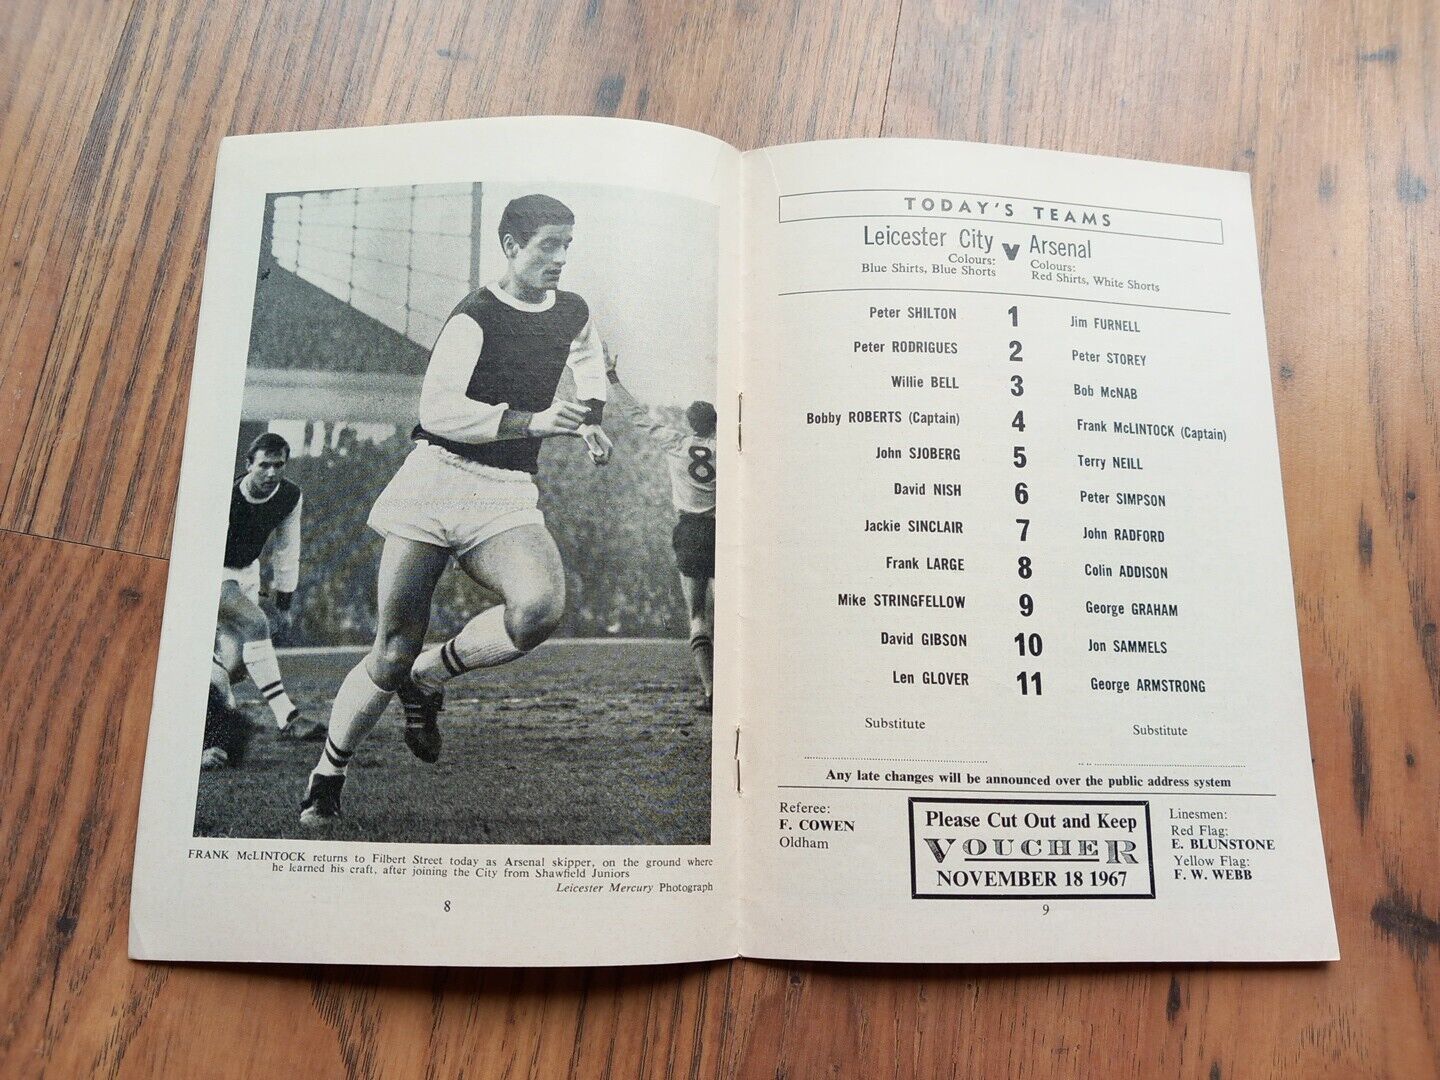 8
FRANK McLINTOCK returns to Filbert Street today as Arsenal skipper, on the ground where
he learned his craft, after joining the City from Shawfield Juniors
Leicester Mercury Photograph
8
TODAY'S TEAMS
Leicester City v Arsenal
Colours: Colours:
Blue Shirts, Blue Shorts Red Shirts, White Shorts
Peter SHILTON 1 Jim FURNELL
Peter RODRIGUES 2 Peter STOREY
Willie BELL 3 Bob McNAB
Bobby ROBERTS (Captain) 4 Frank McLINTOCK (Captain)
John SJOBERG 5 Terry NEILL
David NISH 6 Peter SIMPSON
Jackie SINCLAIR 7 John RADFORD
Frank LARGE 8 Colin ADDISON
Mike STRINGFELLOW 9 George GRAHAM
David GIBSON 10 Jon SAMMELS
Len GLOVER 11 George ARMSTRONG
Substitute Substitute
Any late changes will be announced over the public address system
Referee:
F. COWEN
Oldham
Please Cut Out and Keep
VOUCHER
NOVEMBER 18 1967
Linesmen:
Red Flag:
E. BLUNSTONE
Yellow Flag:
F. W. WEBB
9